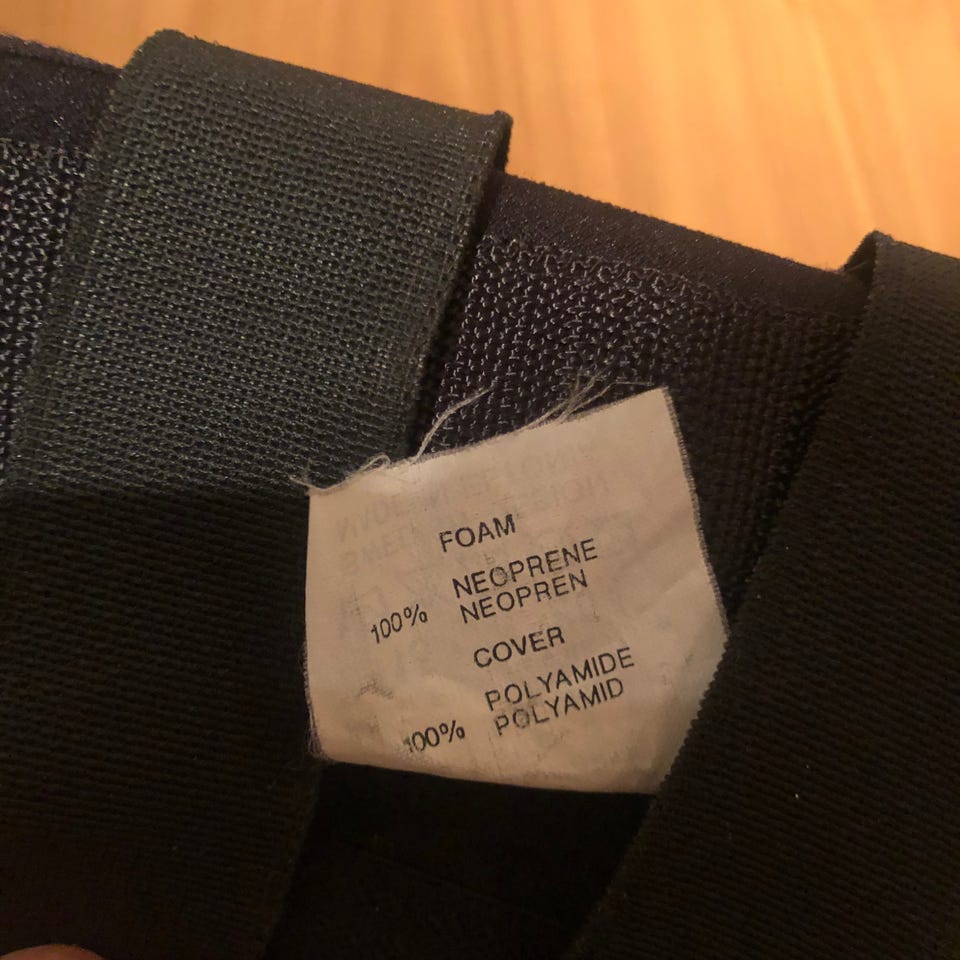 FOAM
NEOPRENE
100% NEOPREN
COVER
POLYAMIDE
100% POLYAMID